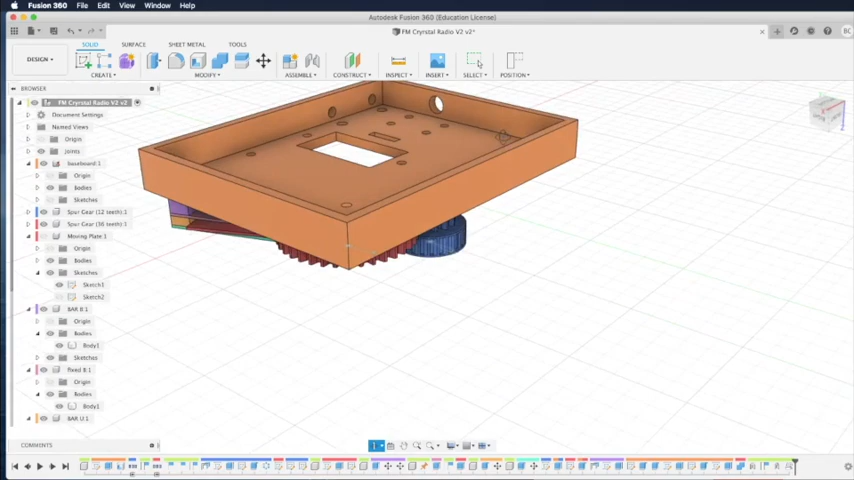 Fusion 360 File Edit View Window Help
Autodesk Fusion 360 (Education License)
FM Cryrstal Radio V2 v2*
BC
SOLID SURFACE SHEET METAL TOOLS
DESIGN
CREATE MODIFY ASSEMBLE CONSTRUCT INSPECT INSERT SELECT POSITION
BROWSER
FM Cryrstal Radio V2 v2
Document Settings
Named Views
Origin
Joints
baseboard:1
Origin
Bodies
Sketches
Spur Gear (12 teeth):1
Spur Gear (36 teeth):1
Moving Plate:1
Origin
Bodies
Sketches
Sketch1
Sketch2
BAR B:1
Origin
Bodies
Body1
Sketches
fixed B:1
Origin
Bodies
Body1
BAR U:1
COMMENTS